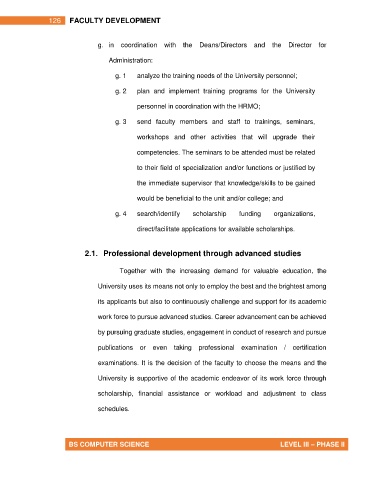 126 FACULTY DEVELOPMENT
g. in coordination with the Deans/Directors and the Director for
Administration:
g. 1 analyze the training needs of the University personnel;
g. 2 plan and implement training programs for the University
personnel in coordination with the HRMO;
g. 3 send faculty members and staff to trainings, seminars,
workshops and other activities that will upgrade their
competencies. The seminars to be attended must be related
to their field of specialization and/or functions or justified by
the immediate supervisor that knowledge/skills to be gained
would be beneficial to the unit and/or college; and
g. 4 search/identify scholarship funding organizations,
direct/facilitate applications for available scholarships.
2.1. Professional development through advanced studies
Together with the increasing demand for valuable education, the
University uses its means not only to employ the best and the brightest among
its applicants but also to continuously challenge and support for its academic
work force to pursue advanced studies. Career advancement can be achieved
by pursuing graduate studies, engagement in conduct of research and pursue
publications or even taking professional examination / certification
examinations. It is the decision of the faculty to choose the means and the
University is supportive of the academic endeavor of its work force through
scholarship, financial assistance or workload and adjustment to class
schedules.
BS COMPUTER SCIENCE LEVEL III – PHASE II